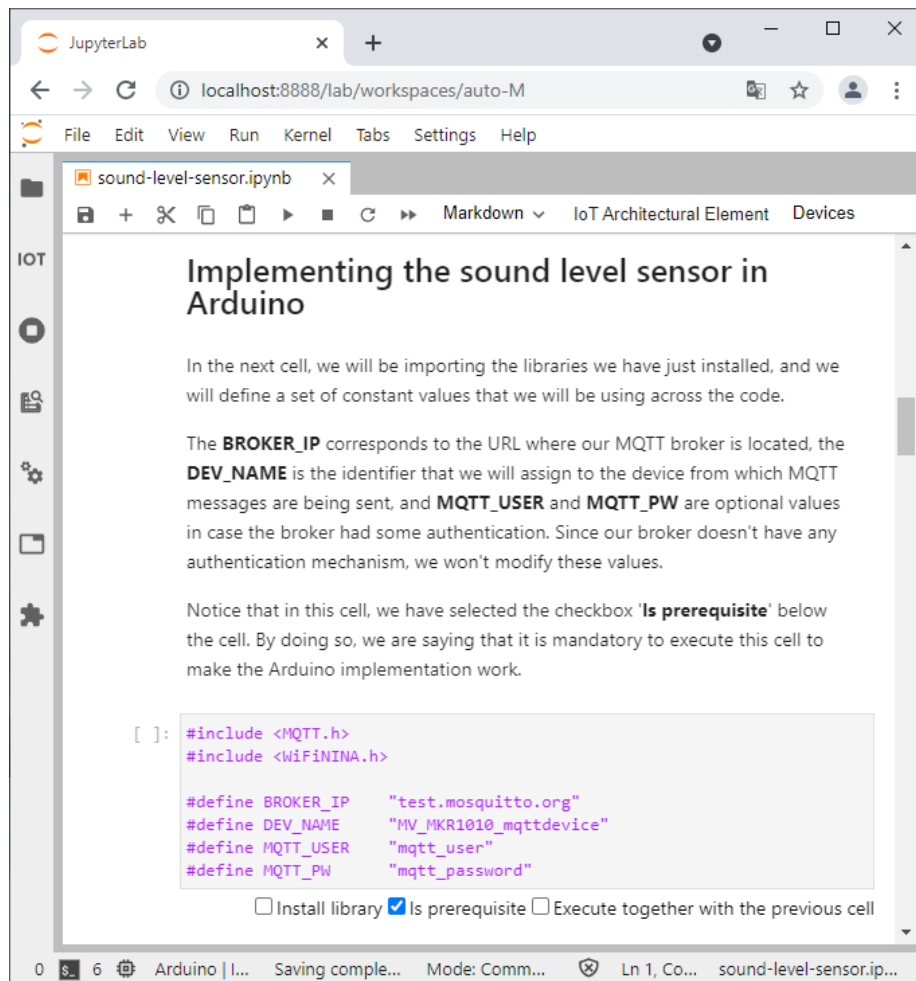 JupyterLab
localhost:8888/lab/workspaces/auto-M
File Edit View Run Kernel Tabs Settings Help
sound-level-sensor.ipynb
Markdown IoT Architectural Element Devices
IOT
Implementing the sound level sensor in
Arduino
In the next cell, we will be importing the libraries we have just installed, and we
will define a set of constant values that we will be using across the code.
The BROKER_IP corresponds to the URL where our MQTT broker is located, the
DEV_NAME is the identifier that we will assign to the device from which MQTT
messages are being sent, and MQTT_USER and MQTT_PW are optional values
in case the broker had some authentication. Since our broker doesn't have any
authentication mechanism, we won't modify these values.
Notice that in this cell, we have selected the checkbox 'Is prerequisite' below
the cell. By doing so, we are saying that it is mandatory to execute this cell to
make the Arduino implementation work.
[ ]: #include <MQTT.h>
#include <WiFiNINA.h>
#define BROKER_IP "test.mosquitto.org"
#define DEV_NAME "MV_MKR1010_mqttdevice"
#define MQTT_USER "mqtt_user"
#define MQTT_PW "mqtt_password"
Install library Is prerequisite Execute together with the previous cell
0 $_ 6 Arduino | I... Saving comple... Mode: Comm... Ln 1, Co... sound-level-sensor.ip...